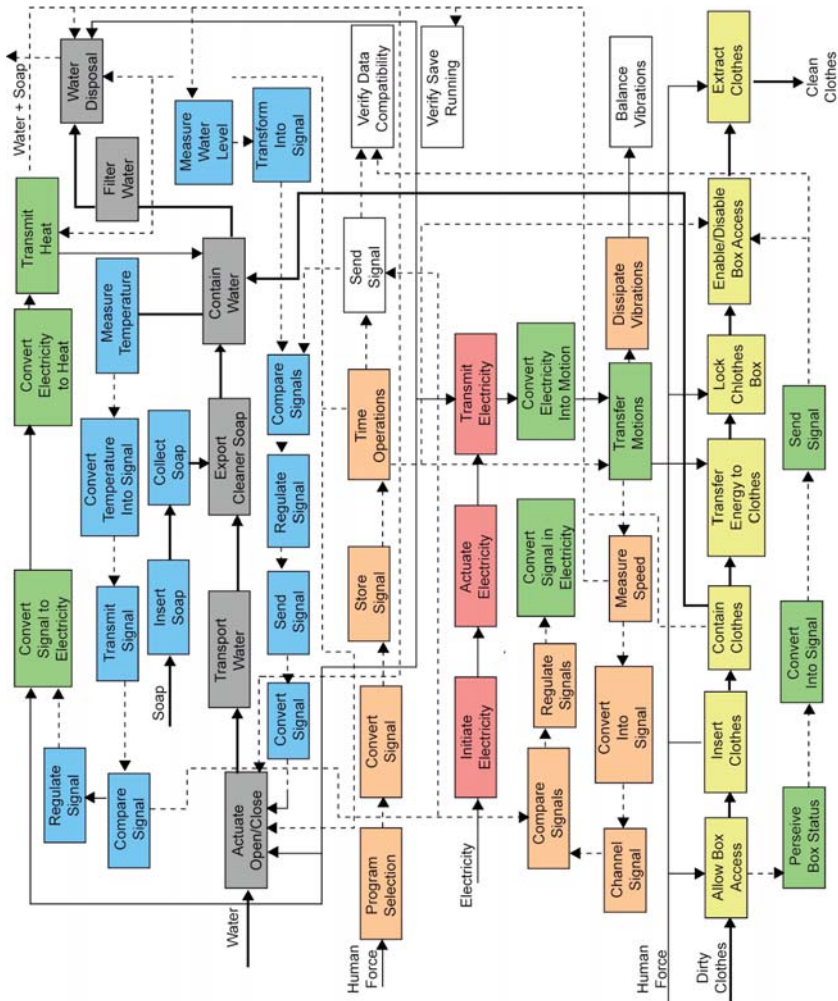 Water + Soap
Convert
Signal to
Electricity
Convert
Electricity
to Heat
Transmit
Heat
Water
Disposal
Regulate
Signal
Compare
Signal
Transmit
Signal
Convert
Temperature
Into Signal
Measure
Temperature
Filter
Water
Soap
Insert
Soap
Collect
Soap
Measure
Water
Level
Water
Actuate
Open/Close
Transport
Water
Export
Cleaner Soap
Contain
Water
Transform
Into
Signal
Convert
Signal
Send
Signal
Regulate
Signal
Compare
Signals
Human
Force
Program
Selection
Convert
Signal
Store
Signal
Time
Operations
Send
Signal
Verify Data
Compatibility
Verify Save
Running
Electricity
Initiate
Electricity
Actuate
Electricity
Transmit
Electricity
Compare
Signals
Regulate
Signals
Convert
Signal in
Electricity
Convert
Electricity
Into Motion
Channel
Signal
Convert
Into
Signal
Measure
Speed
Transfer
Motions
Dissipate
Vibrations
Balance
Vibrations
Human
Force
Dirty
Clothes
Allow Box
Access
Insert
Clothes
Contain
Clothes
Transfer
Energy to
Clothes
Lock
Chlothes
Box
Enable/Disable
Box Access
Extract
Clothes
Clean
Clothes
Perseive
Box Status
Convert
Into Signal
Send
Signal